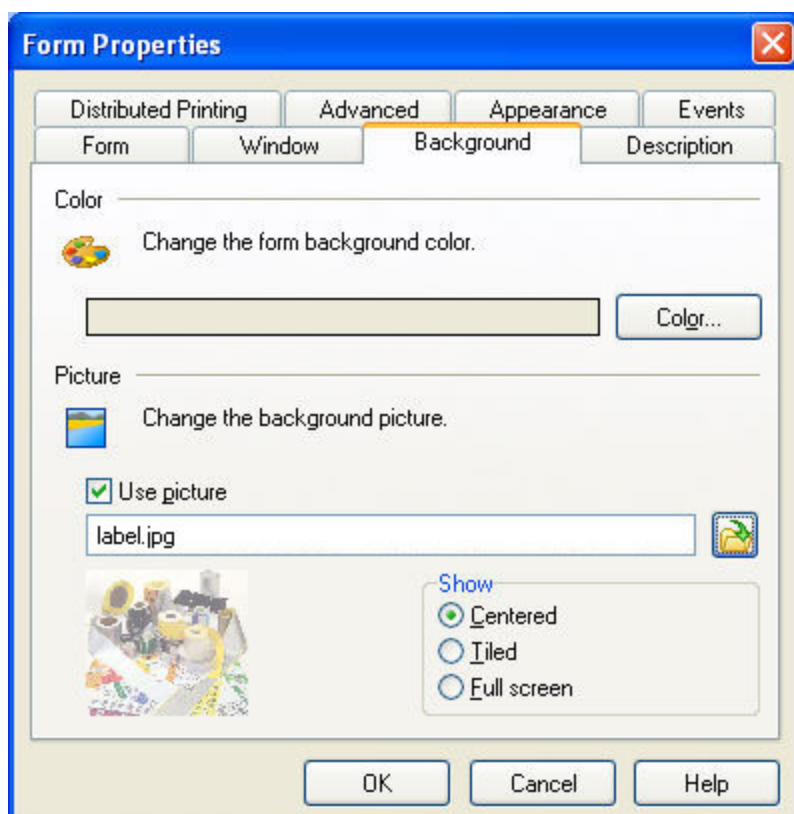 Form Properties
Distributed Printing Advanced Appearance Events
Form Window Background Description
Color
Change the form background color.
Color...
Picture
Change the background picture.
Use picture
label.jpg
Show
Centered
Tiled
Full screen
OK Cancel Help